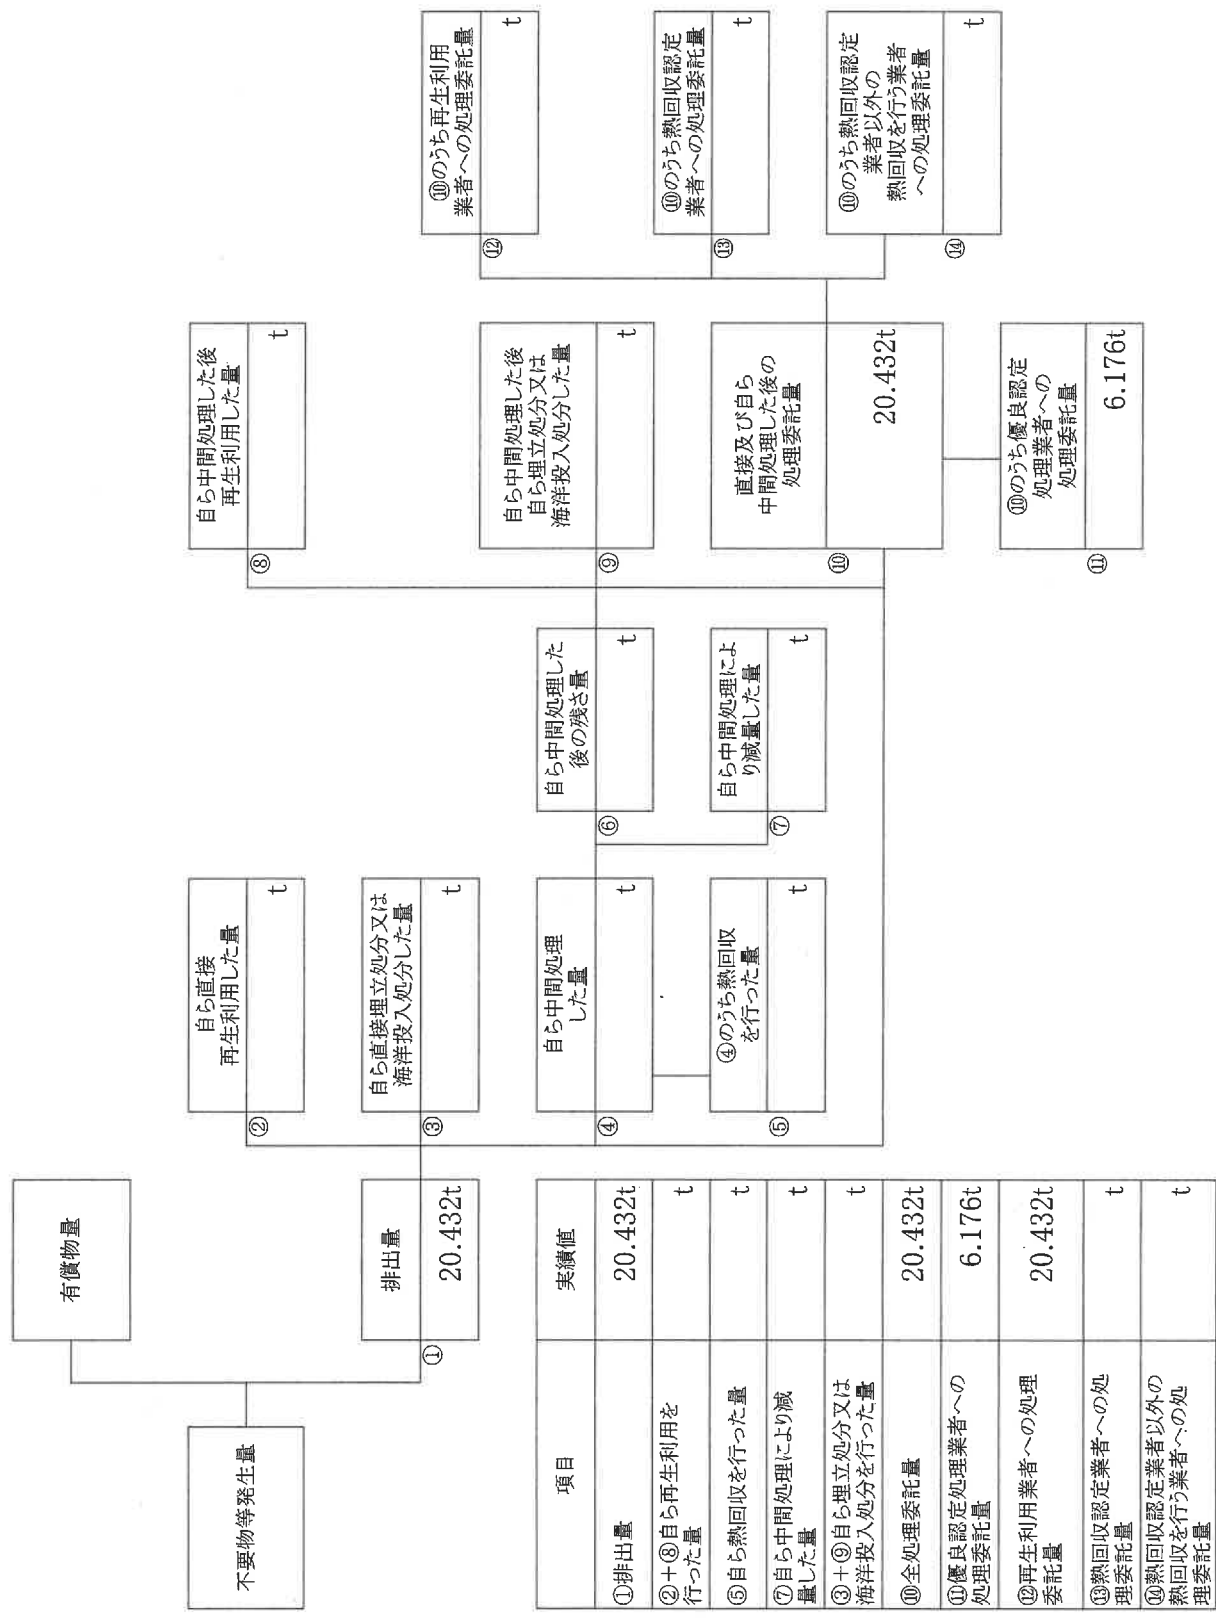 有償物量
不要物等発生量
排出量
①
20.432t
自ら直接
再生利用した量
②
t
自ら直接埋立処分又は
海洋投入処分した量
③
t
自ら中間処理
した量
④
t
④のうち熱回収
を行った量
⑤
t
自ら中間処理した
後の残さ量
⑥
t
自ら中間処理によ
り減量した量
⑦
t
自ら中間処理した後
再生利用した量
⑧
t
自ら中間処理した後
自ら埋立処分又は
海洋投入処分した量
⑨
t
直接及び自ら
中間処理した後の
処理委託量
⑩
20.432t
⑩のうち優良認定
処理業者への
処理委託量
⑪
6.176t
⑩のうち再生利用
業者への処理委託量
⑫
t
⑩のうち熱回収認定
業者への処理委託量
⑬
t
⑩のうち熱回収認定
業者以外の
熱回収を行う業者
への処理委託量
⑭
t
項目 実績値
①排出量 20.432t
②+⑧自ら再生利用を
行った量 t
⑤自ら熱回収を行った量 t
⑦自ら中間処理により減
量した量 t
③+⑨自ら埋立処分又は
海洋投入処分を行った量 t
⑩全処理委託量 20.432t
⑪優良認定処理業者への
処理委託量 6.176t
⑫再生利用業者への処理
委託量 20.432t
⑬熱回収認定業者への処
理委託量 t
⑭熱回収認定業者以外の
熱回収を行う業者への処
理委託量 t